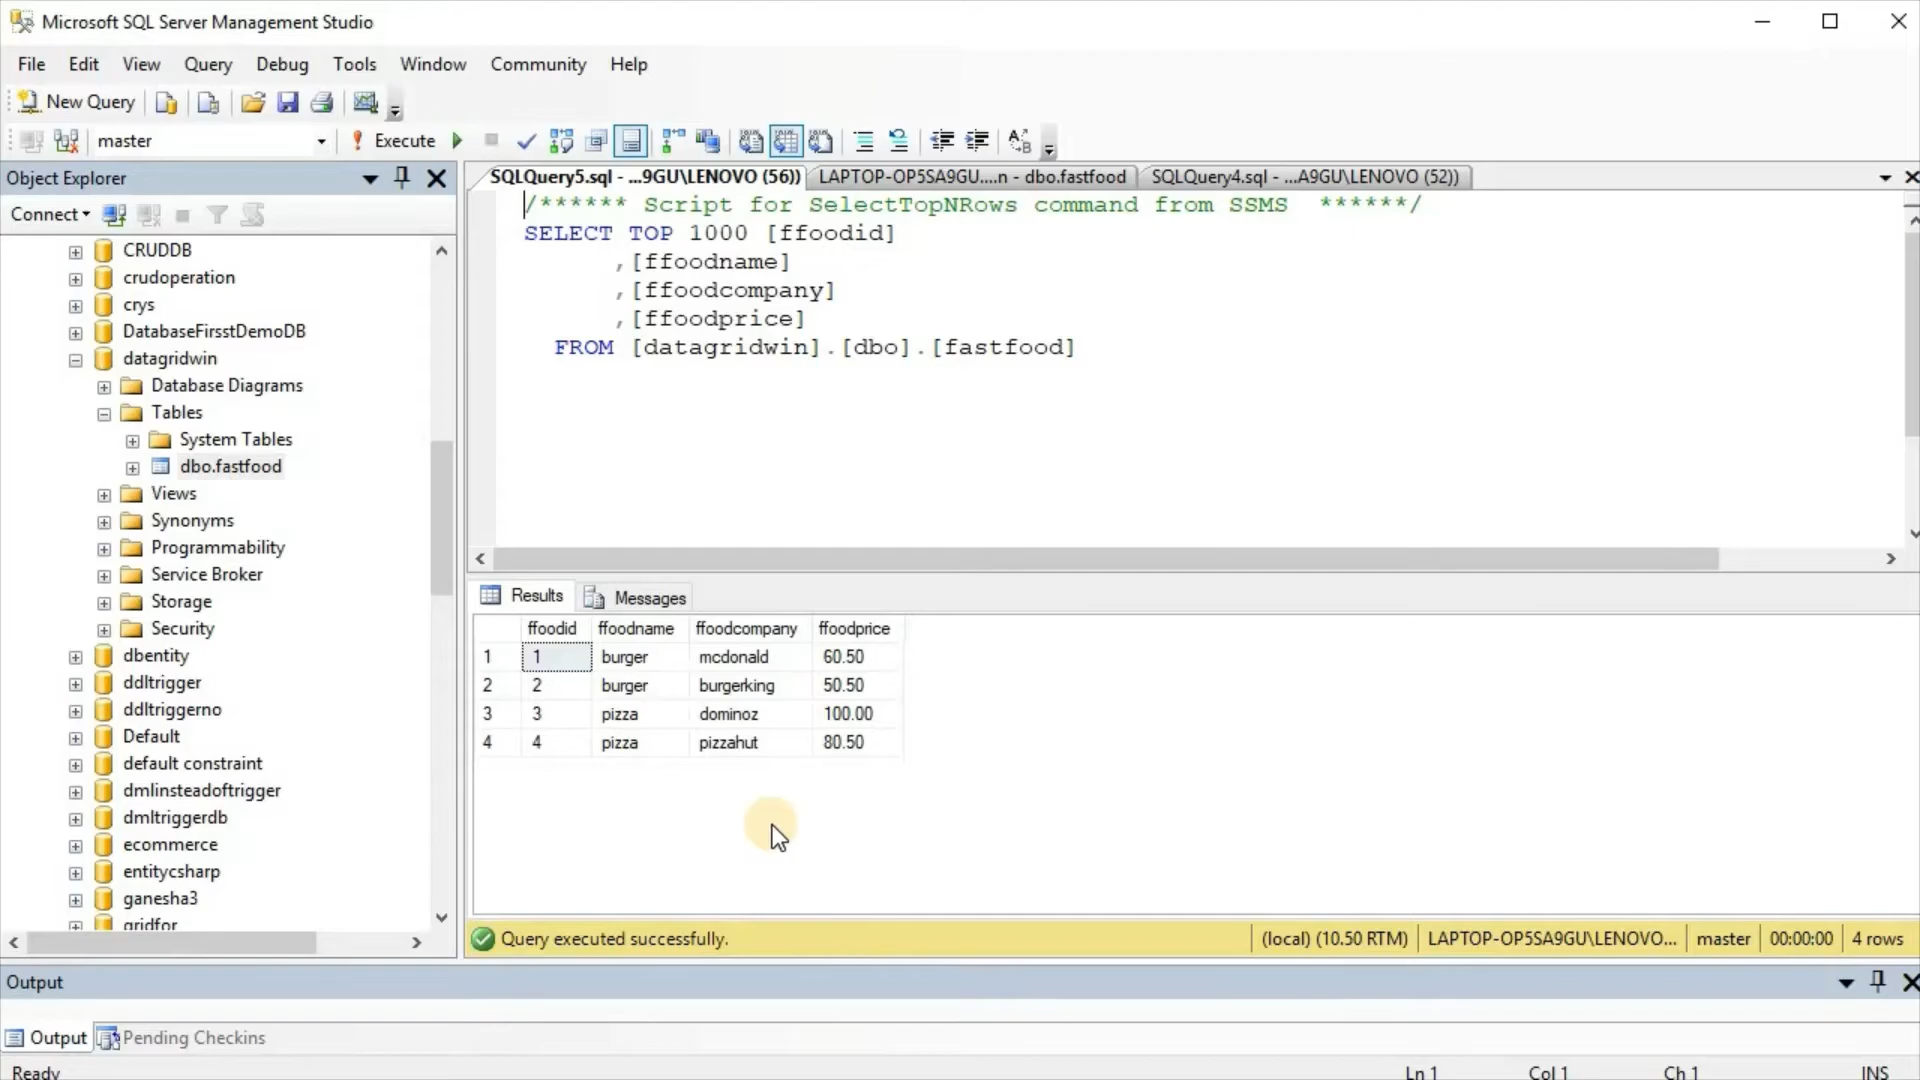 Microsoft SQL Server Management Studio
File Edit View Query Debug Tools Window Community Help
New Query
master Execute
Object Explorer
Connect
CRUDDB
crudoperation
crys
DatabaseFirsstDemoDB
datagridwin
Database Diagrams
Tables
System Tables
dbo.fastfood
Views
Synonyms
Programmability
Service Broker
Storage
Security
dbentity
ddltrigger
ddltriggerno
Default
default constraint
dmlinsteadoftrigger
dmltriggerdb
ecommerce
entitycsharp
ganesha3
gridfor
SQLQuery5.sql - ...9GU\LENOVO (56)) LAPTOP-OP5SA9GU....n - dbo.fastfood SQLQuery4.sql - ...A9GU\LENOVO (52))
/****** Script for SelectTopNRows command from SSMS ******/
SELECT TOP 1000 [ffoodid]
,[ffoodname]
,[ffoodcompany]
,[ffoodprice]
FROM [datagridwin].[dbo].[fastfood]
Results Messages
ffoodid ffoodname ffoodcompany ffoodprice
1 1 burger mcdonald 60.50
2 2 burger burgerking 50.50
3 3 pizza dominoz 100.00
4 4 pizza pizzahut 80.50
Query executed successfully. (local) (10.50 RTM) LAPTOP-OP5SA9GU\LENOVO... master 00:00:00 4 rows
Output
Output Pending Checkins
Ready Ln 1 Col 1 Ch 1 INS